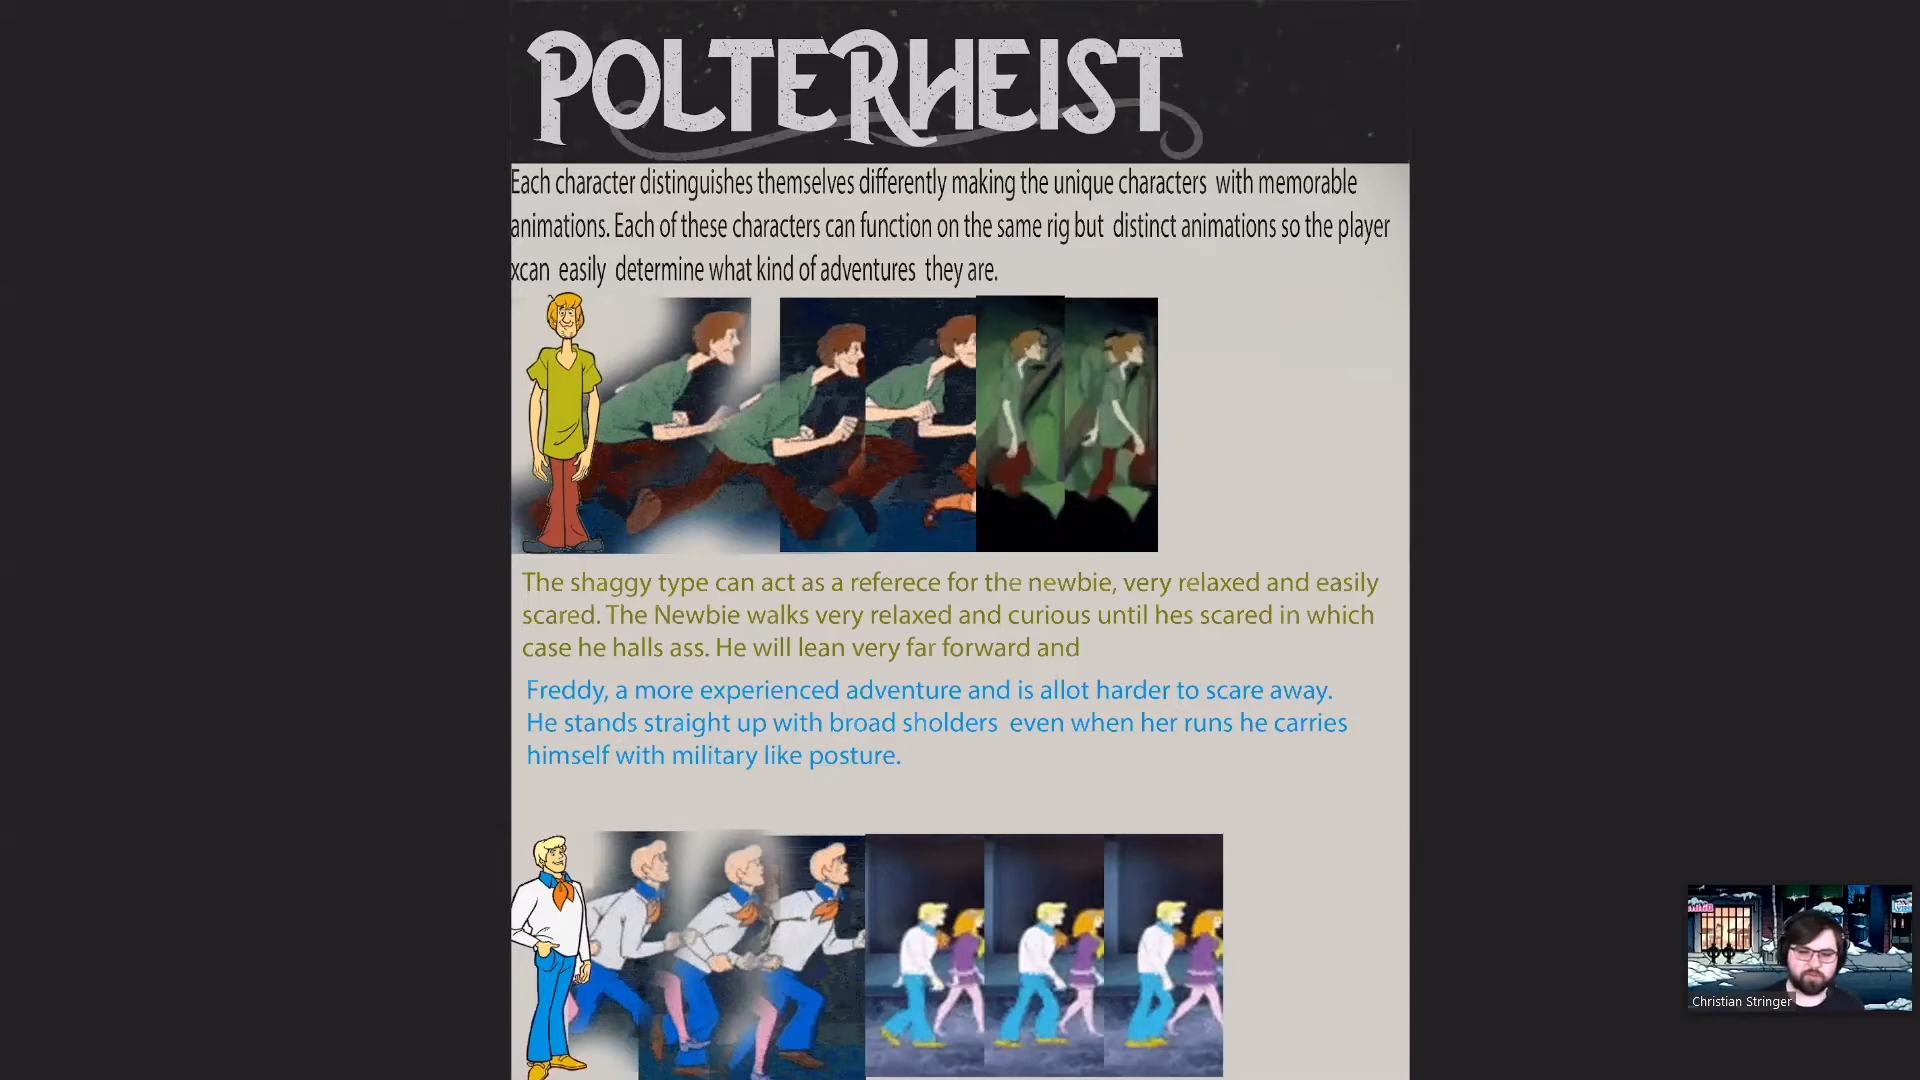 POLTERHEIST
Each character distinguishes themselves differently making the unique characters with memorable
animations. Each of these characters can function on the same rig but distinct animations so the player
xcan easily determine what kind of adventures they are.
The shaggy type can act as a referece for the newbie, very relaxed and easily
scared. The Newbie walks very relaxed and curious until hes scared in which
case he halls ass. He will lean very far forward and
Freddy, a more experienced adventure and is allot harder to scare away.
He stands straight up with broad sholders even when her runs he carries
himself with military like posture.
Christian Stringer